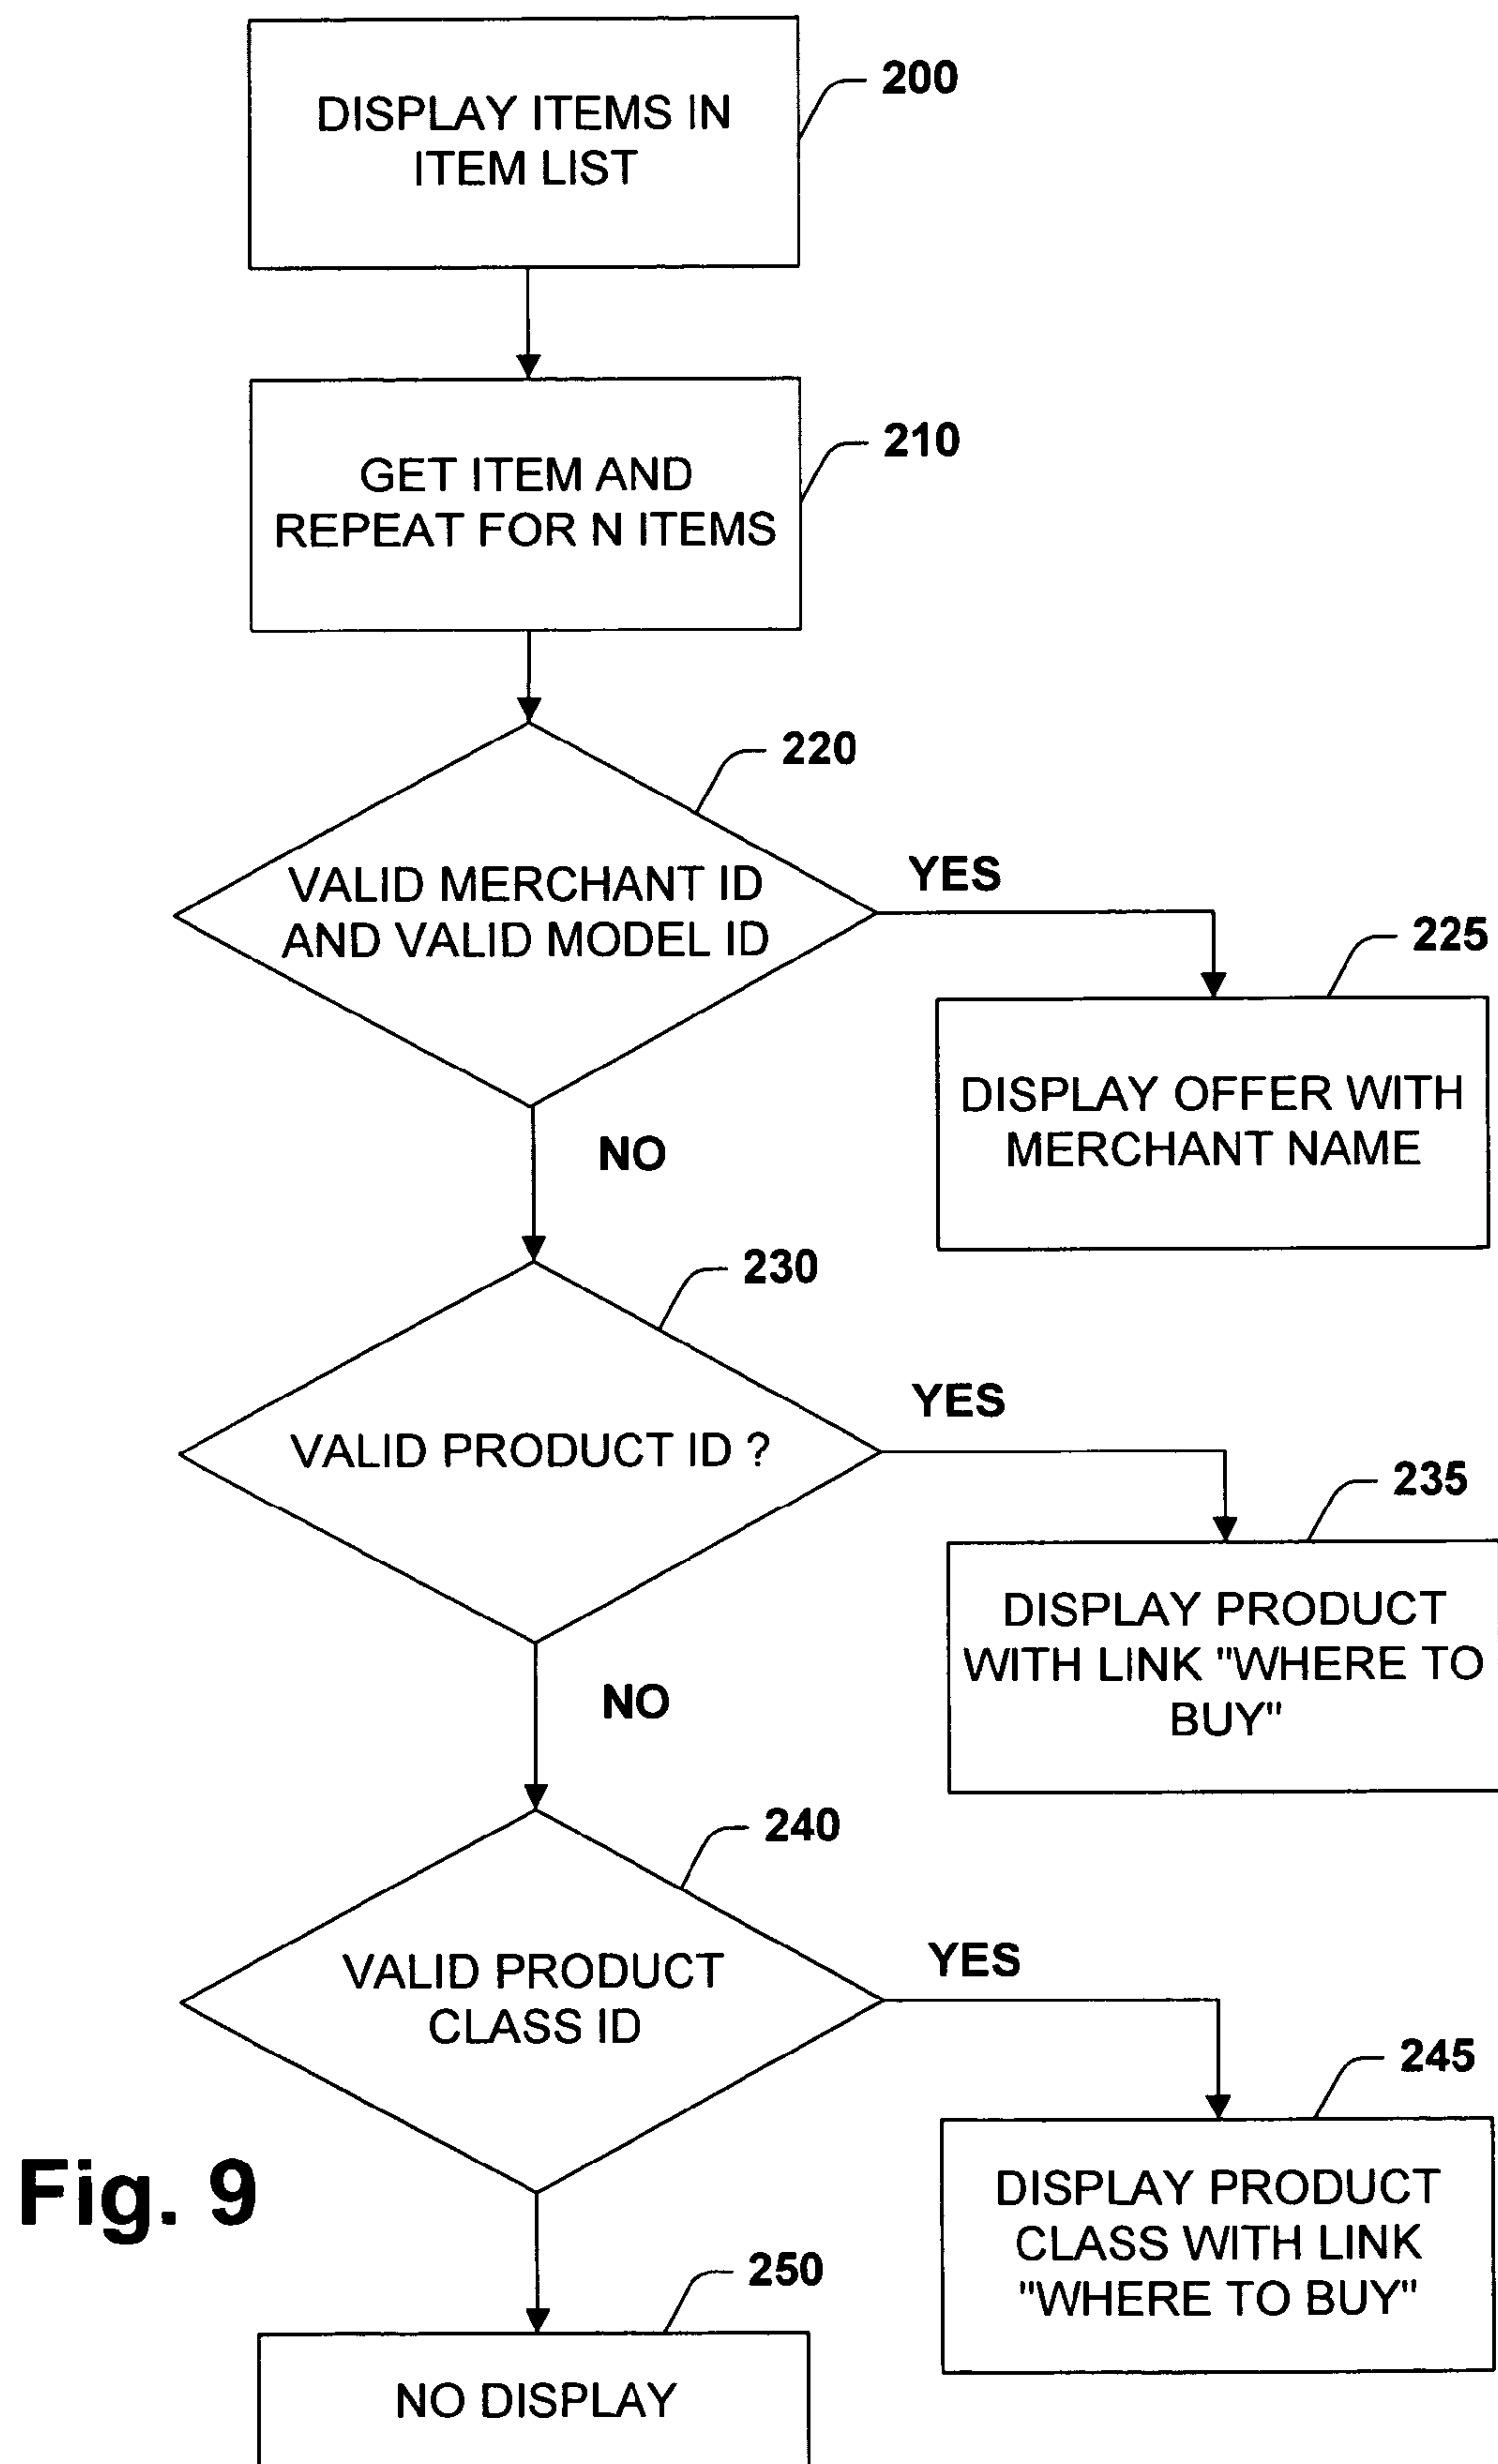 200
DISPLAY ITEMS IN
ITEM LIST
210
GET ITEM AND
REPEAT FOR N ITEMS
220
VALID MERCHANT ID
AND VALID MODEL ID
YES
225
DISPLAY OFFER WITH
MERCHANT NAME
NO
230
VALID PRODUCT ID ?
YES
235
DISPLAY PRODUCT
WITH LINK "WHERE TO
BUY"
NO
240
VALID PRODUCT
CLASS ID
YES
245
DISPLAY PRODUCT
CLASS WITH LINK
"WHERE TO BUY"
Fig. 9
250
NO DISPLAY